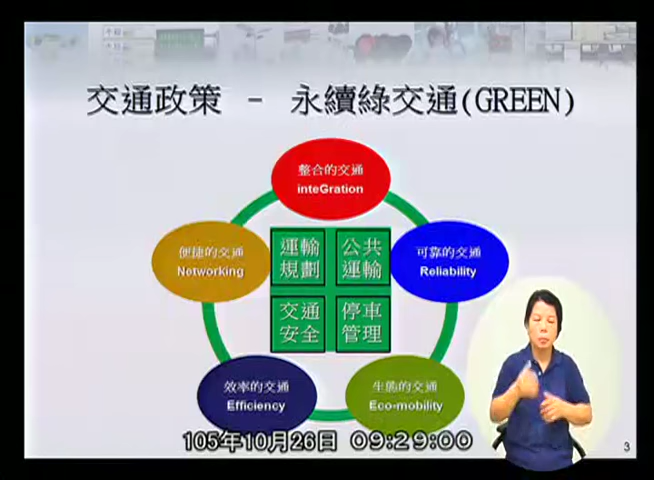 交通政策 - 永續綠交通(GREEN)
整合的交通
inteGration
便捷的交通
Networking
運輸
規劃
公共
運輸
可靠的交通
Reliability
交通
安全
停車
管理
效率的交通
Efficiency
生態的交通
Eco-mobility
105年10月26日 09:29:00
3